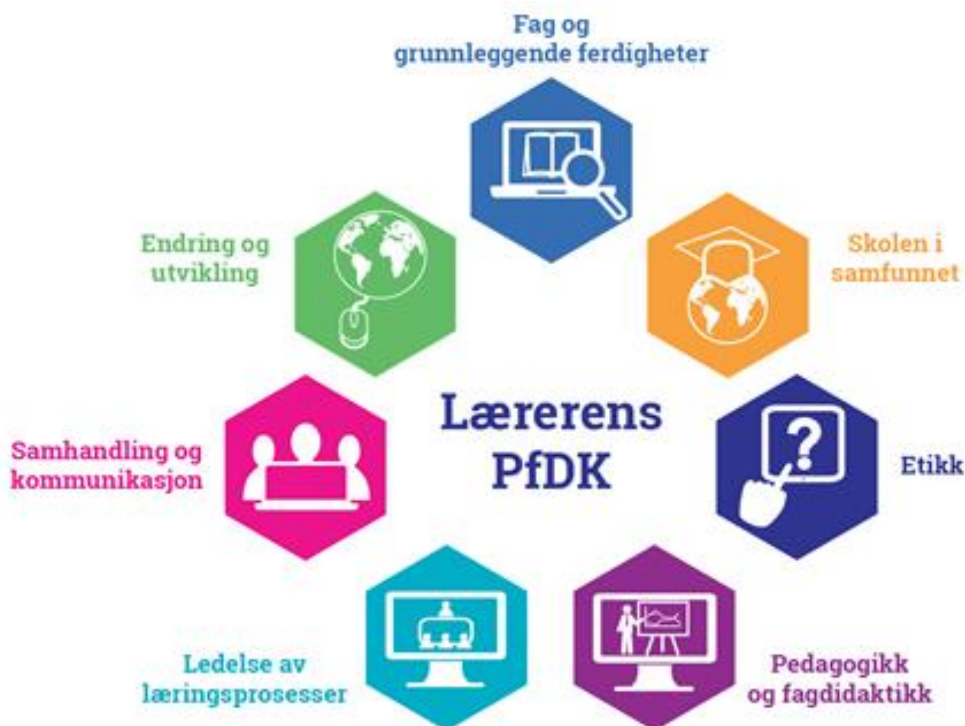 Fag og
grunnleggende ferdigheter
Endring og
utvikling
Skolen i
samfunnet
Lærerens
PfDK
Samhandling og
kommunikasjon
Etikk
Ledelse av
læringsprosesser
Pedagogikk
og fagdidaktikk
?